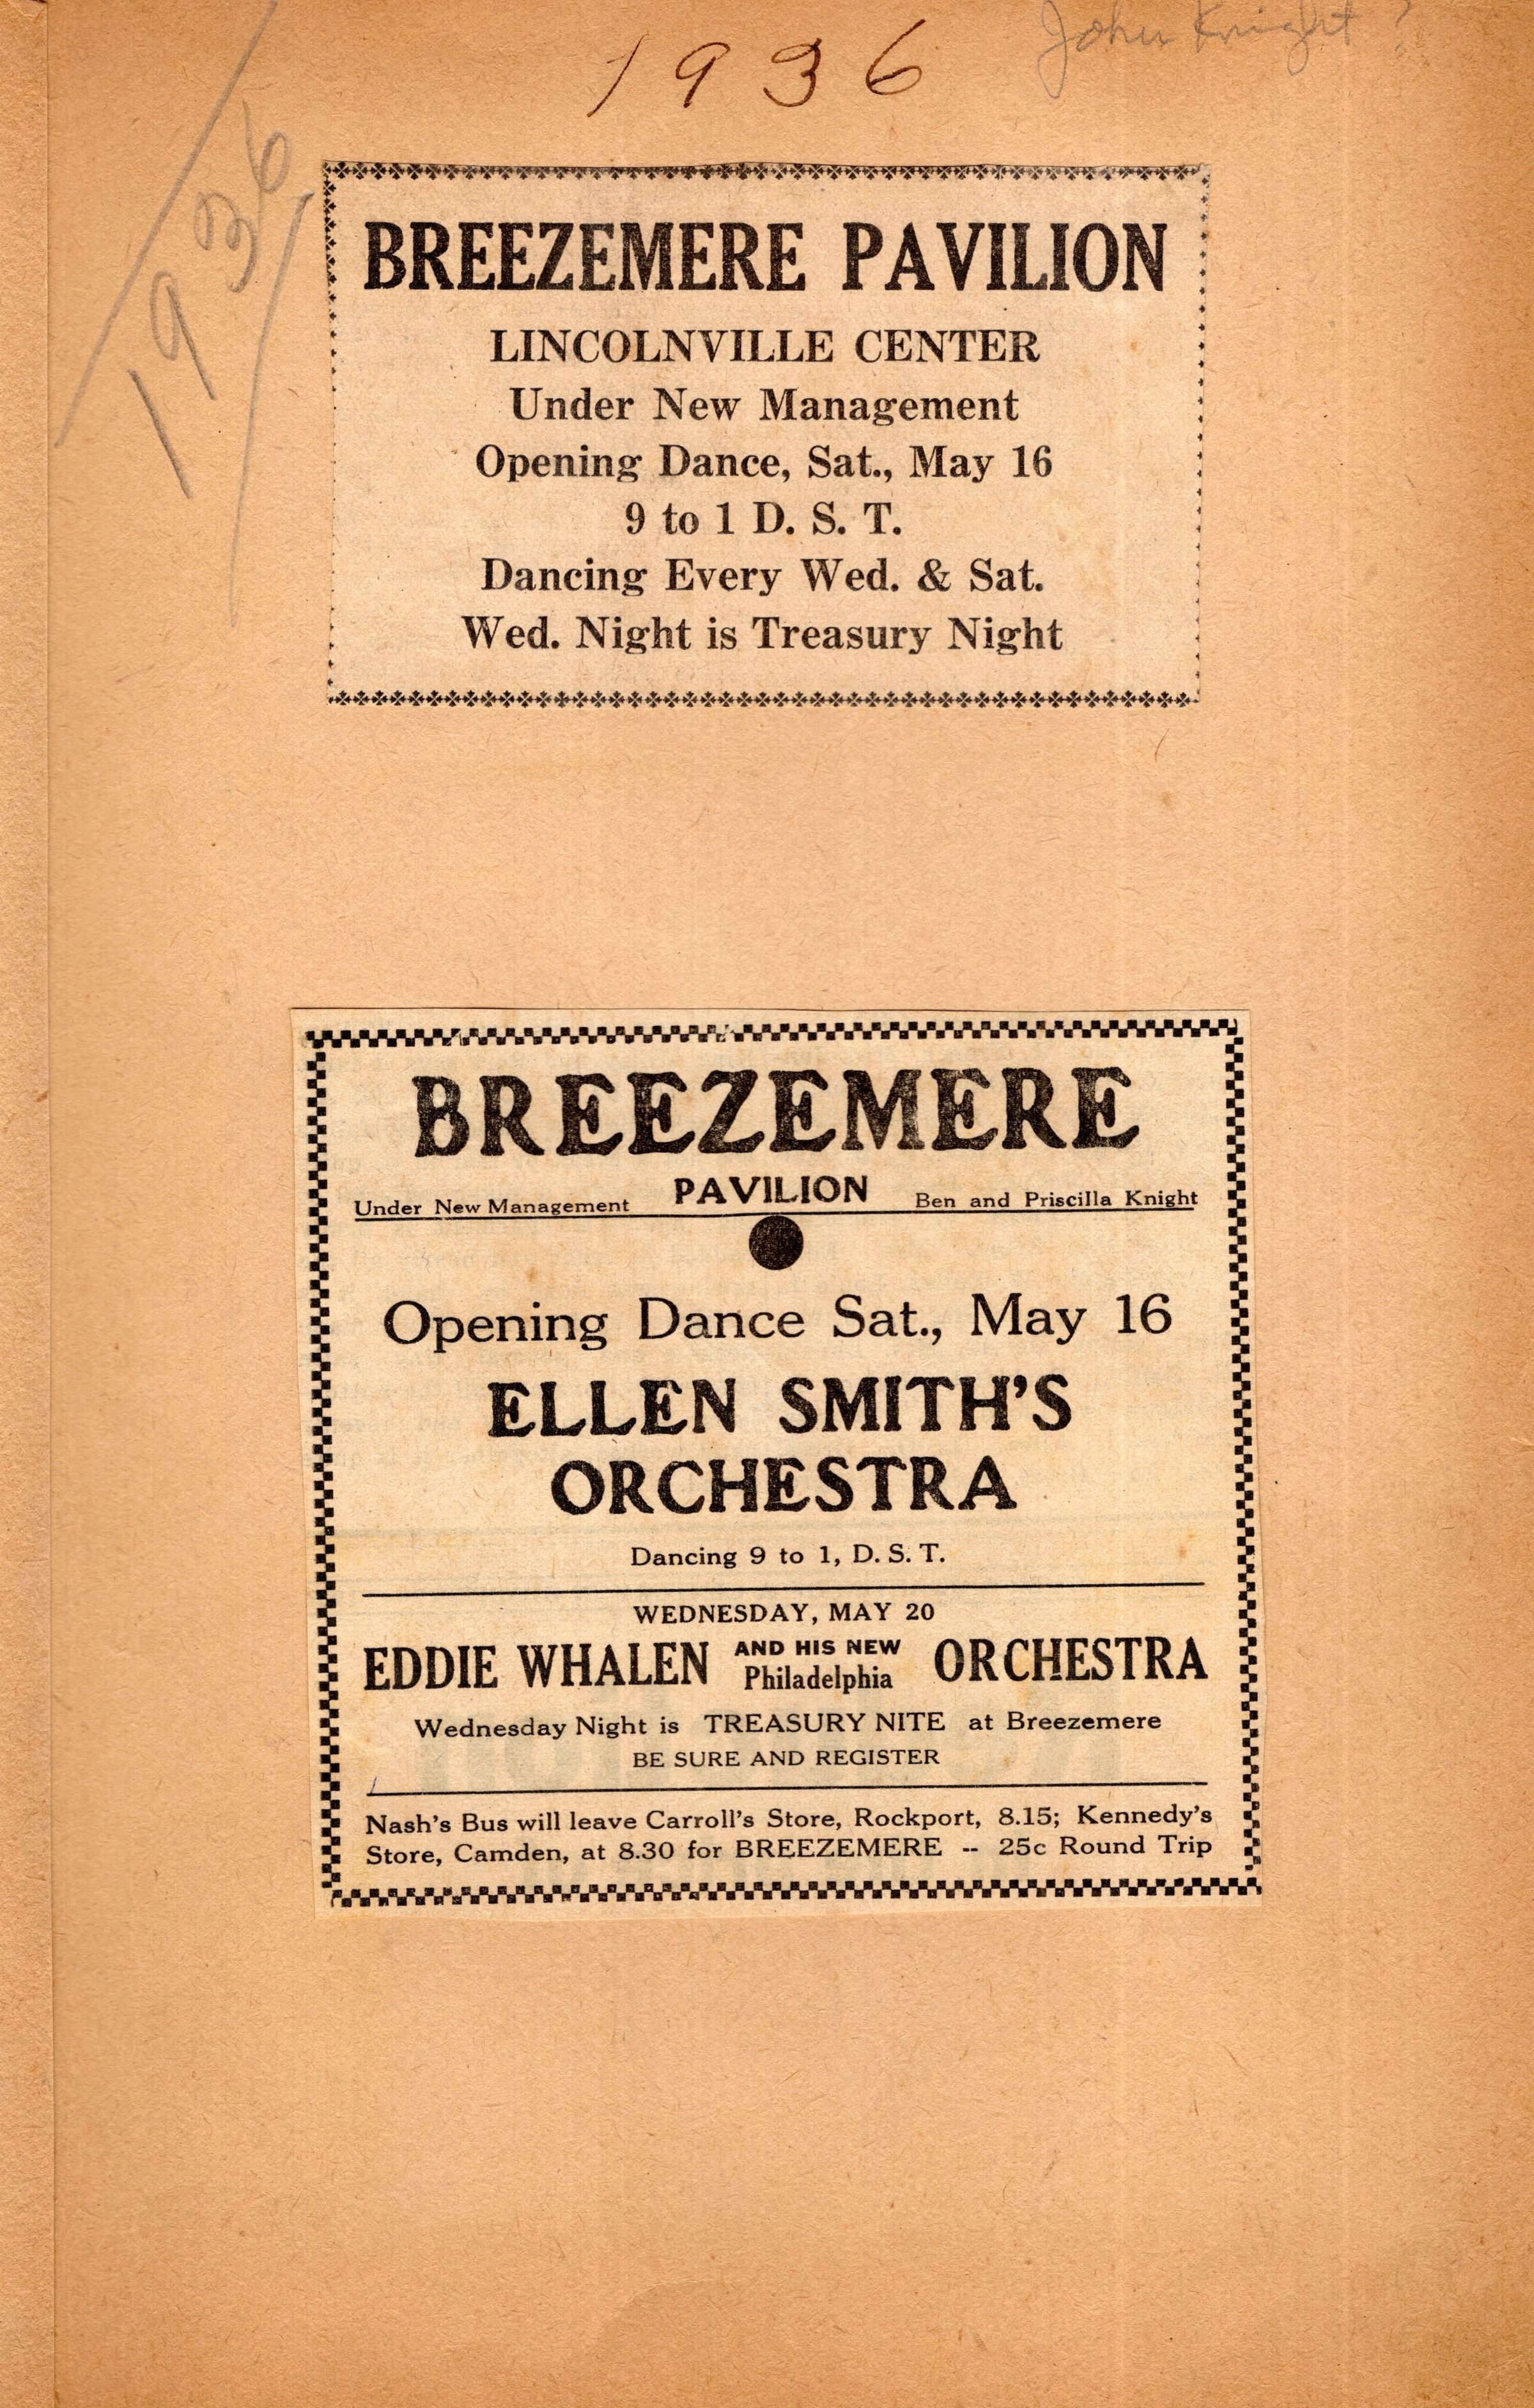 John Knight ?
1936
1936
BREEZEMERE PAVILION
LINCOLNVILLE CENTER
Under New Management
Opening Dance, Sat., May 16
9 to 1 D. S. T.
Dancing Every Wed. & Sat.
Wed. Night is Treasury Night
BREEZEMERE
Under New Management PAVILION Ben and Priscilla Knight
Opening Dance Sat., May 16
ELLEN SMITH'S
ORCHESTRA
Dancing 9 to 1, D. S. T.
WEDNESDAY, MAY 20
EDDIE WHALEN AND HIS NEW Philadelphia ORCHESTRA
Wednesday Night is TREASURY NITE at Breezemere
BE SURE AND REGISTER
Nash's Bus will leave Carroll's Store, Rockport, 8.15; Kennedy's
Store, Camden, at 8.30 for BREEZEMERE -- 25c Round Trip